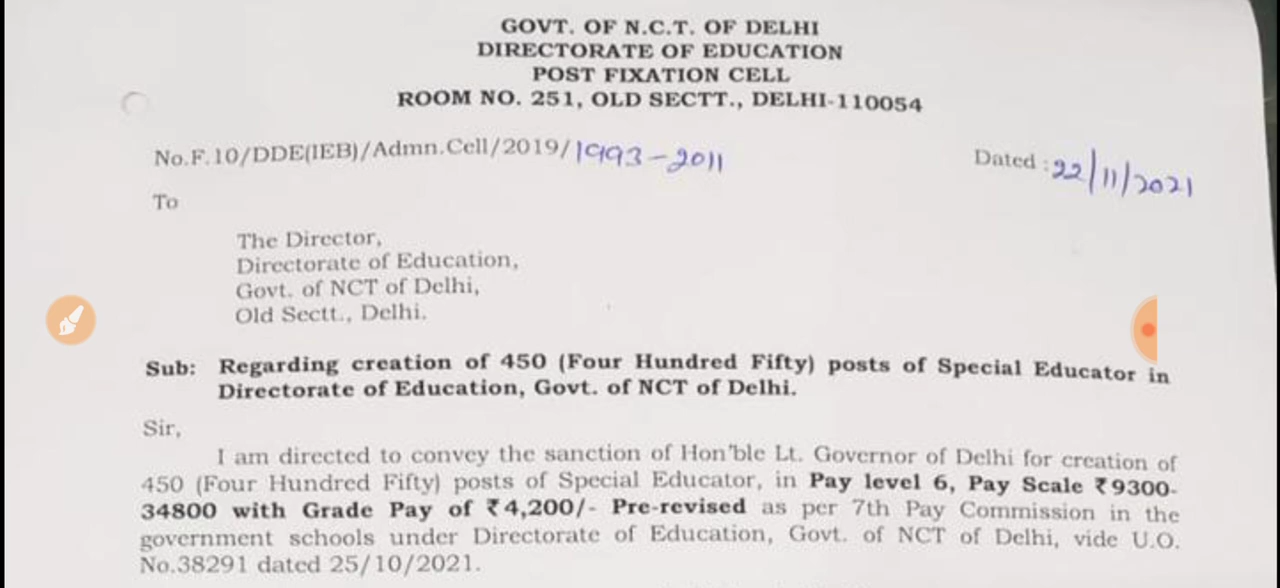 GOVT. OF N.C.T. OF DELHI
DIRECTORATE OF EDUCATION
POST FIXATION CELL
ROOM NO. 251, OLD SECTT., DELHI-110054
No.F.10/DDE(IEB)/Admn.Cell/2019/1993-2011
Dated :22/11/2021
To
The Director,
Directorate of Education,
Govt. of NCT of Delhi,
Old Sectt., Delhi.
Sub: Regarding creation of 450 (Four Hundred Fifty) posts of Special Educator in
Directorate of Education, Govt. of NCT of Delhi.
Sir,
I am directed to convey the sanction of Hon'ble Lt. Governor of Delhi for creation of
450 (Four Hundred Fifty) posts of Special Educator, in Pay level 6, Pay Scale ₹9300-
34800 with Grade Pay of ₹4,200/- Pre-revised as per 7th Pay Commission in the
government schools under Directorate of Education, Govt. of NCT of Delhi, vide U.O.
No.38291 dated 25/10/2021.